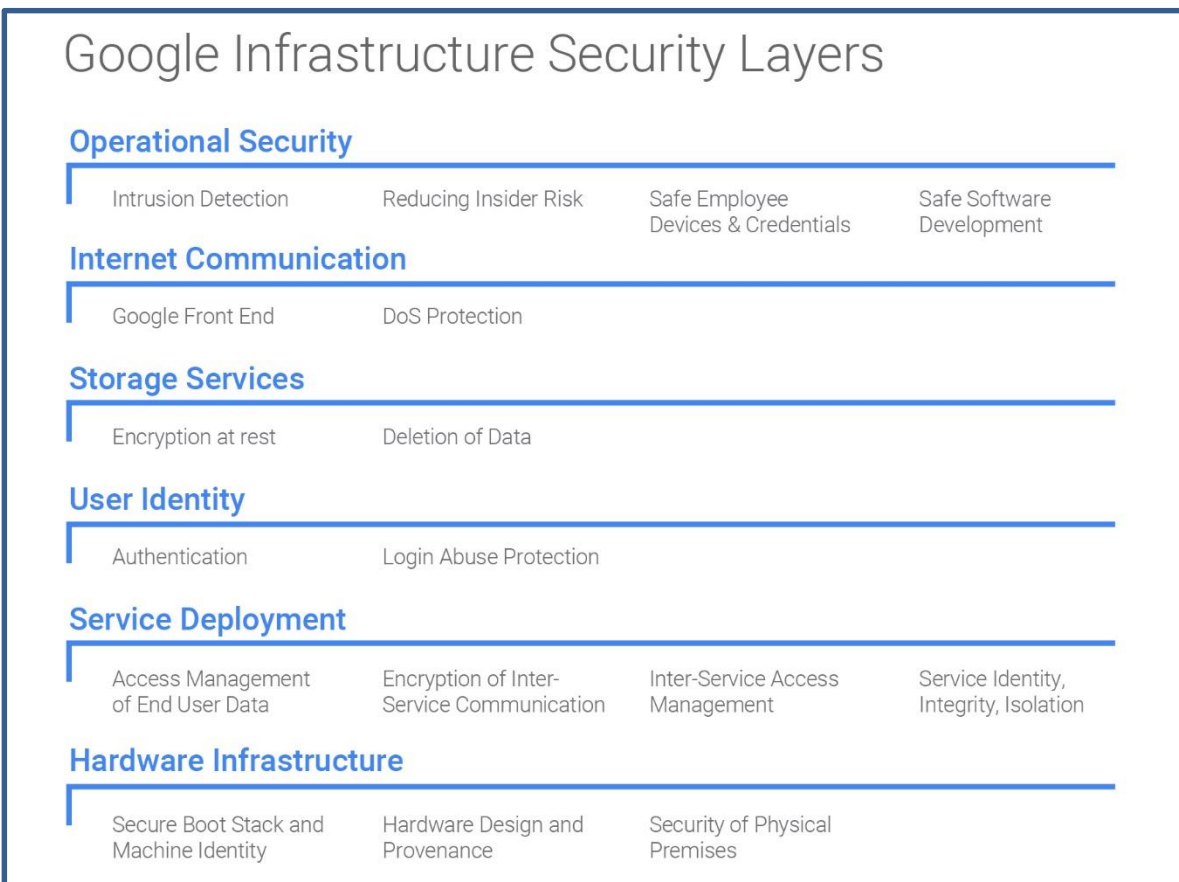 Google Infrastructure Security Layers
Operational Security
Intrusion Detection
Reducing Insider Risk
Safe Employee
Devices & Credentials
Safe Software
Development
Internet Communication
Google Front End
DoS Protection
Storage Services
Encryption at rest
Deletion of Data
User Identity
Authentication
Login Abuse Protection
Service Deployment
Access Management
of End User Data
Encryption of Inter-
Service Communication
Inter-Service Access
Management
Service Identity,
Integrity, Isolation
Hardware Infrastructure
Secure Boot Stack and
Machine Identity
Hardware Design and
Provenance
Security of Physical
Premises